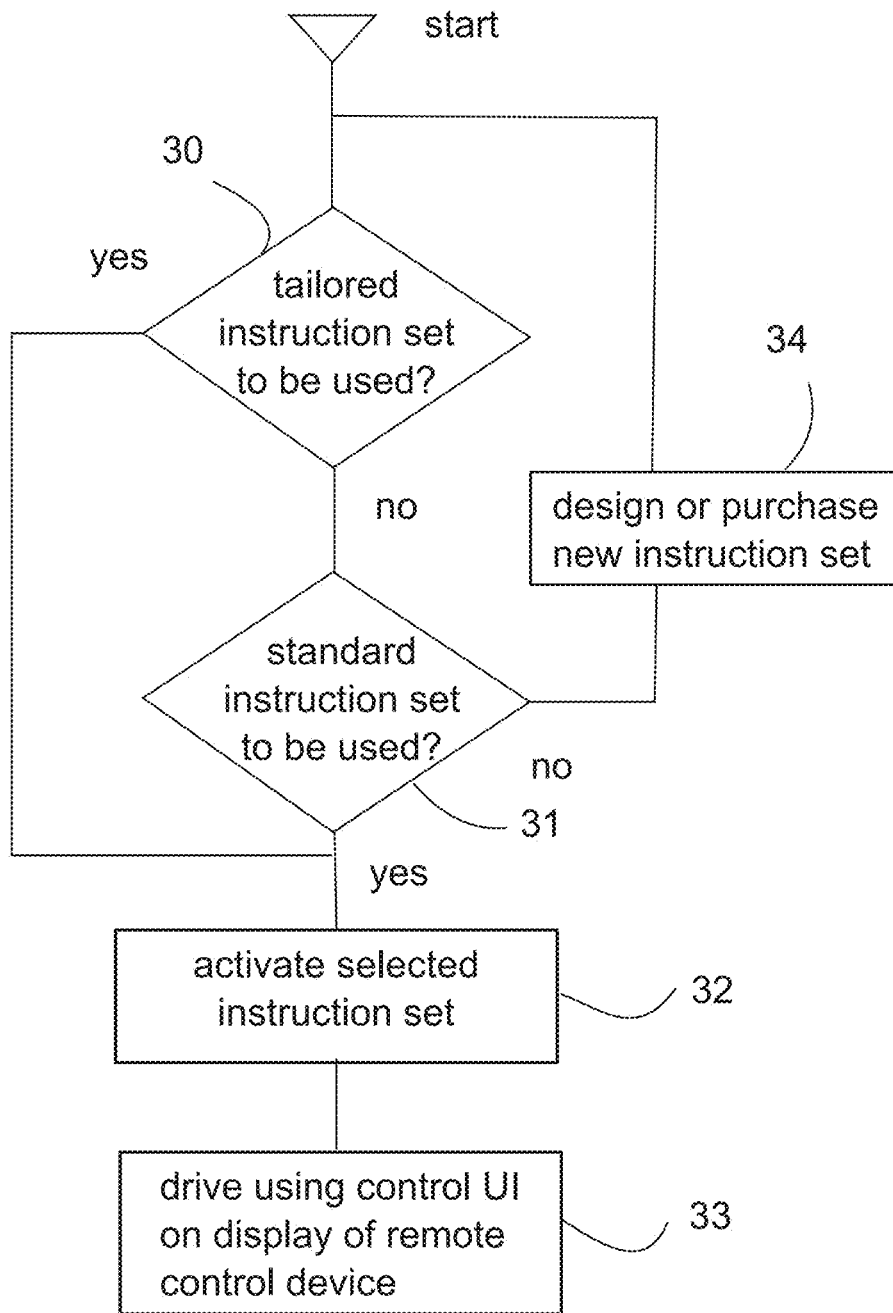 start
30
yes
tailored
instruction set
to be used?
34
no
design or purchase
new instruction set
standard
instruction set
to be used?
no
31
yes
activate selected
instruction set
32
drive using control UI
on display of remote
control device
33